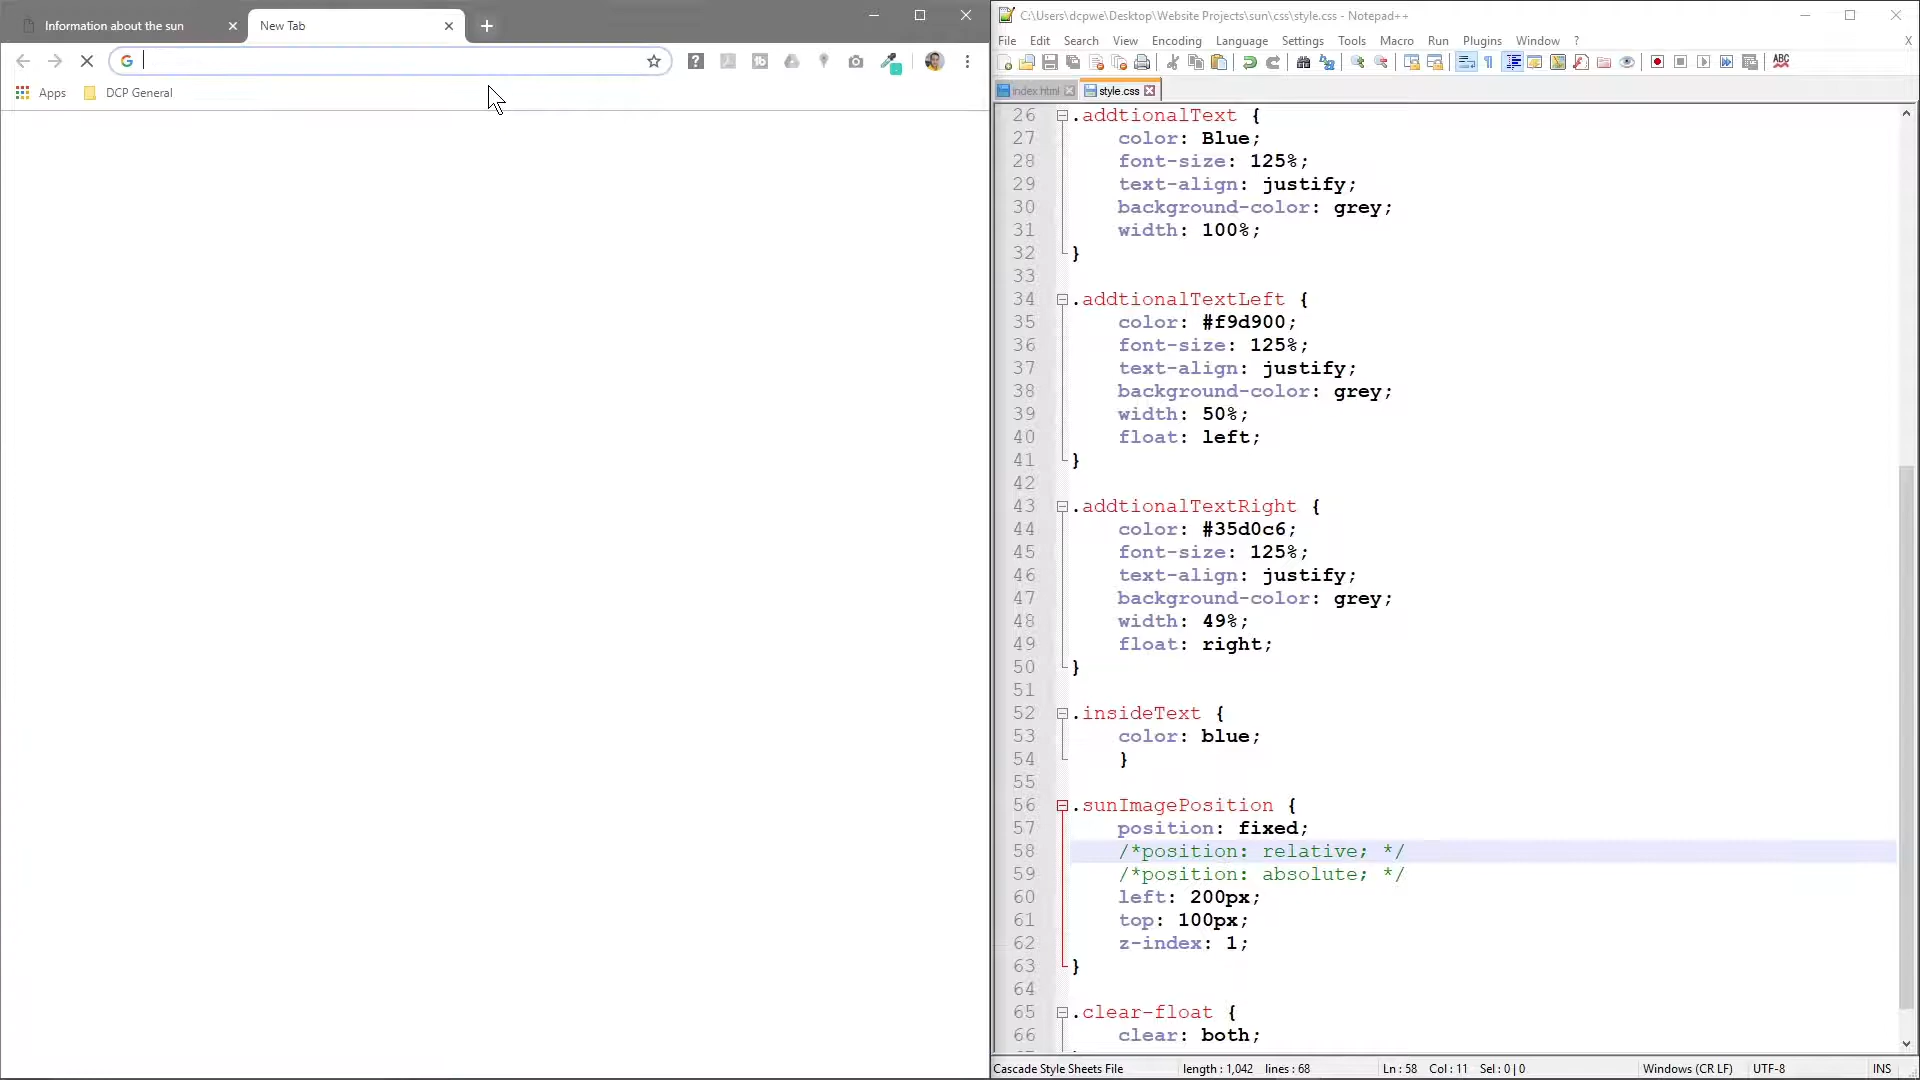 Information about the sun
New Tab
Apps
DCP General
C:\Users\dcpwe\Desktop\Website Projects\sun\css\style.css - Notepad++
File Edit Search View Encoding Language Settings Tools Macro Run Plugins Window ? X
index.html style.css
26 .addtionalText {
27 color: Blue;
28 font-size: 125%;
29 text-align: justify;
30 background-color: grey;
31 width: 100%;
32 }
33
34 .addtionalTextLeft {
35 color: #f9d900;
36 font-size: 125%;
37 text-align: justify;
38 background-color: grey;
39 width: 50%;
40 float: left;
41 }
42
43 .addtionalTextRight {
44 color: #35d0c6;
45 font-size: 125%;
46 text-align: justify;
47 background-color: grey;
48 width: 49%;
49 float: right;
50 }
51
52 .insideText {
53 color: blue;
54 }
55
56 .sunImagePosition {
57 position: fixed;
58 /*position: relative; */
59 /*position: absolute; */
60 left: 200px;
61 top: 100px;
62 z-index: 1;
63 }
64
65 .clear-float {
66 clear: both;
Cascade Style Sheets File length : 1,042 lines : 68 Ln : 58 Col : 11 Sel : 0 | 0 Windows (CR LF) UTF-8 INS